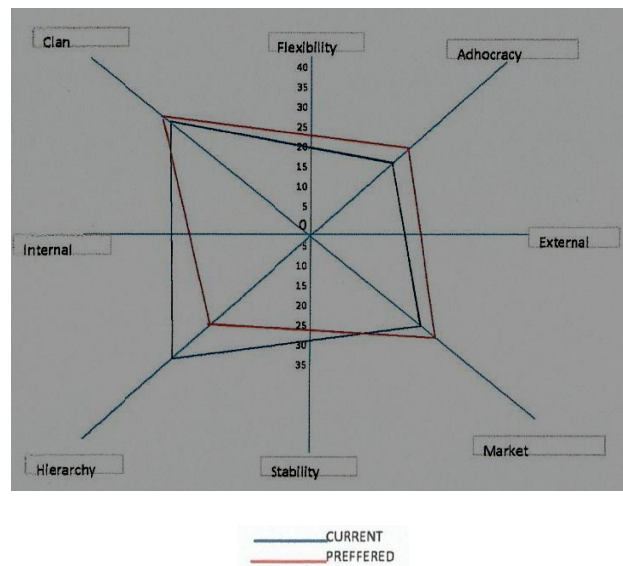 Clan
Flexibility
Adhocracy
40
35
30
25
20
15
10
5
0
Internal
External
5
10
15
20
25
30
35
Hierarchy
Stability
Market
CURRENT
PREFFERED